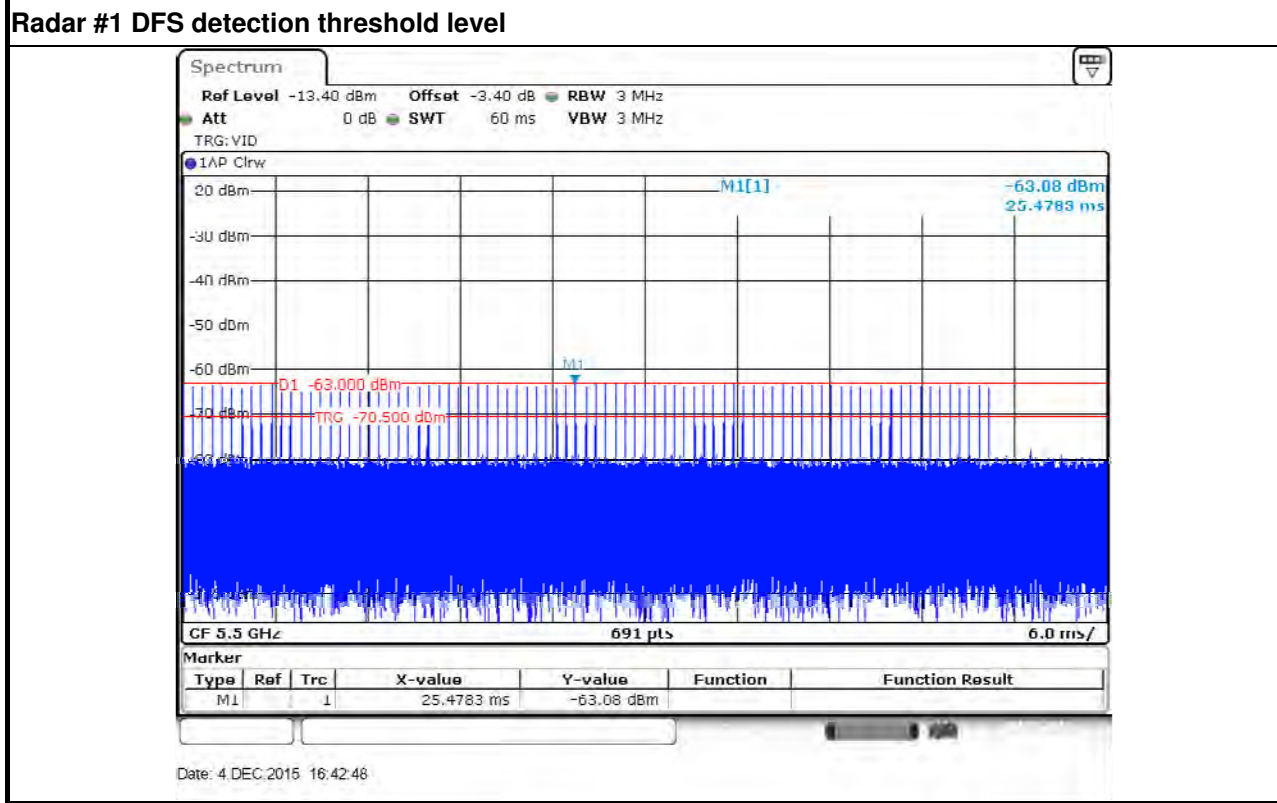 Radar #1 DFS detection threshold level
Spectrum
Ref Level -13.40 dBm Offset -3.40 dB RBW 3 MHz
Att 0 dB SWT 60 ms VBW 3 MHz
TRG: VID
1AP Clrw
20 dBm M1[1] -63.08 dBm
25.4783 ms
-30 dBm
-40 dBm
-50 dBm
M1
-60 dBm
D1 -63.000 dBm
-70 dBm
TRG -70.500 dBm
CF 5.5 GHz 691 pts 6.0 ms/
Marker
Type Ref Trc X-value Y-value Function Function Result
M1 1 25.4783 ms -63.08 dBm
Date: 4.DEC.2015 16:42:48